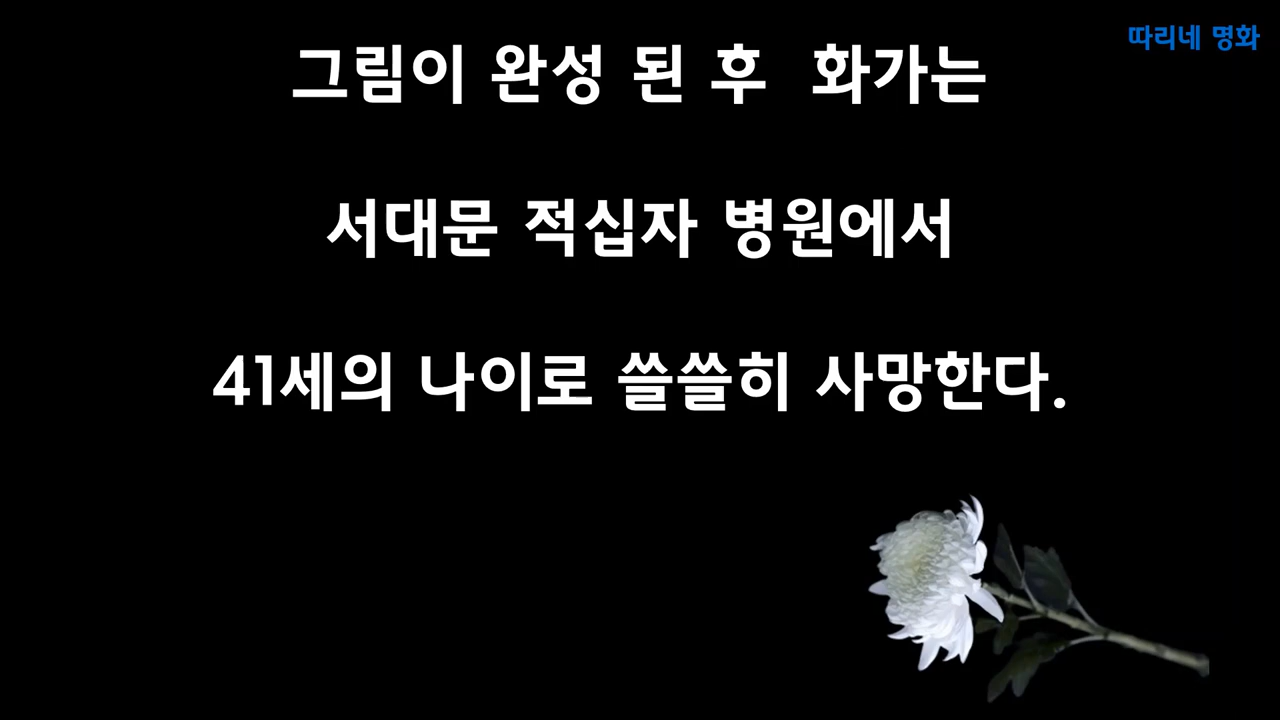 따리네 명화
그림이 완성 된 후 화가는
서대문 적십자 병원에서
41세의 나이로 쓸쓸히 사망한다.